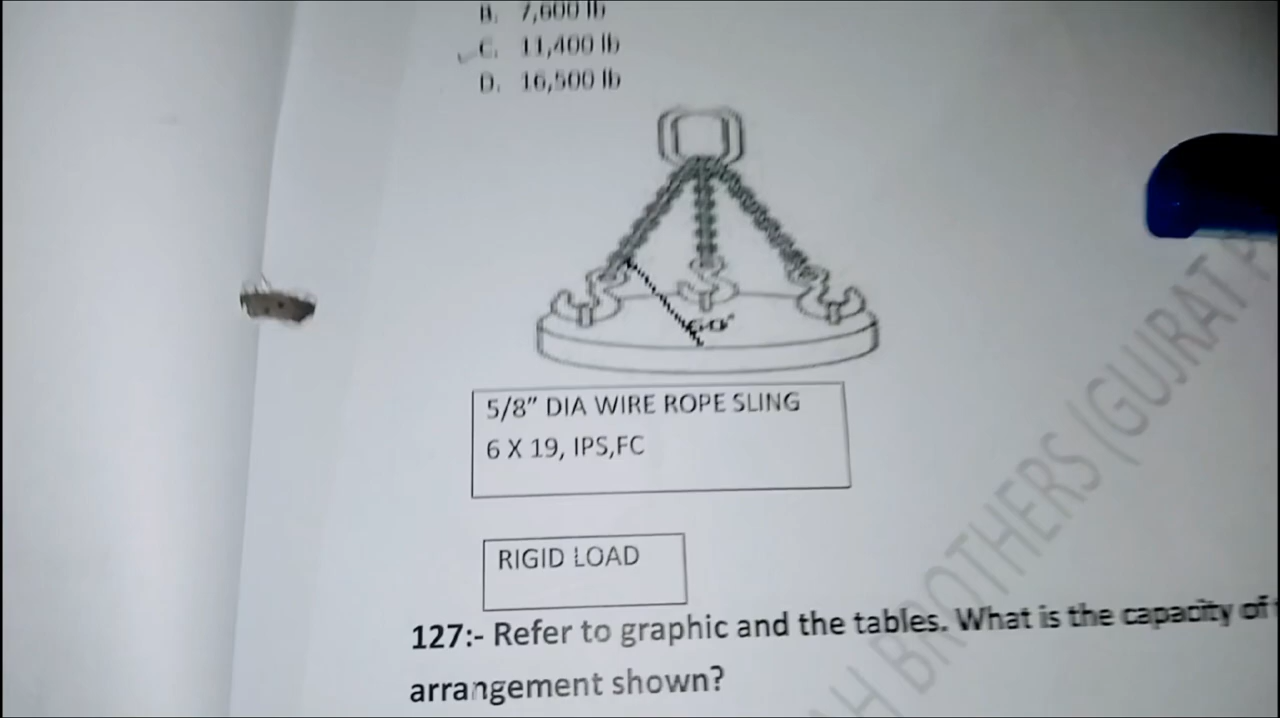 B. 7,600 lb
C. 11,400 lb
D. 16,500 lb
60°
5/8" DIA WIRE ROPE SLING
6 X 19, IPS,FC
RIGID LOAD
127:- Refer to graphic and the tables. What is the capacity of
arrangement shown?
BROTHERS (GUJRAT